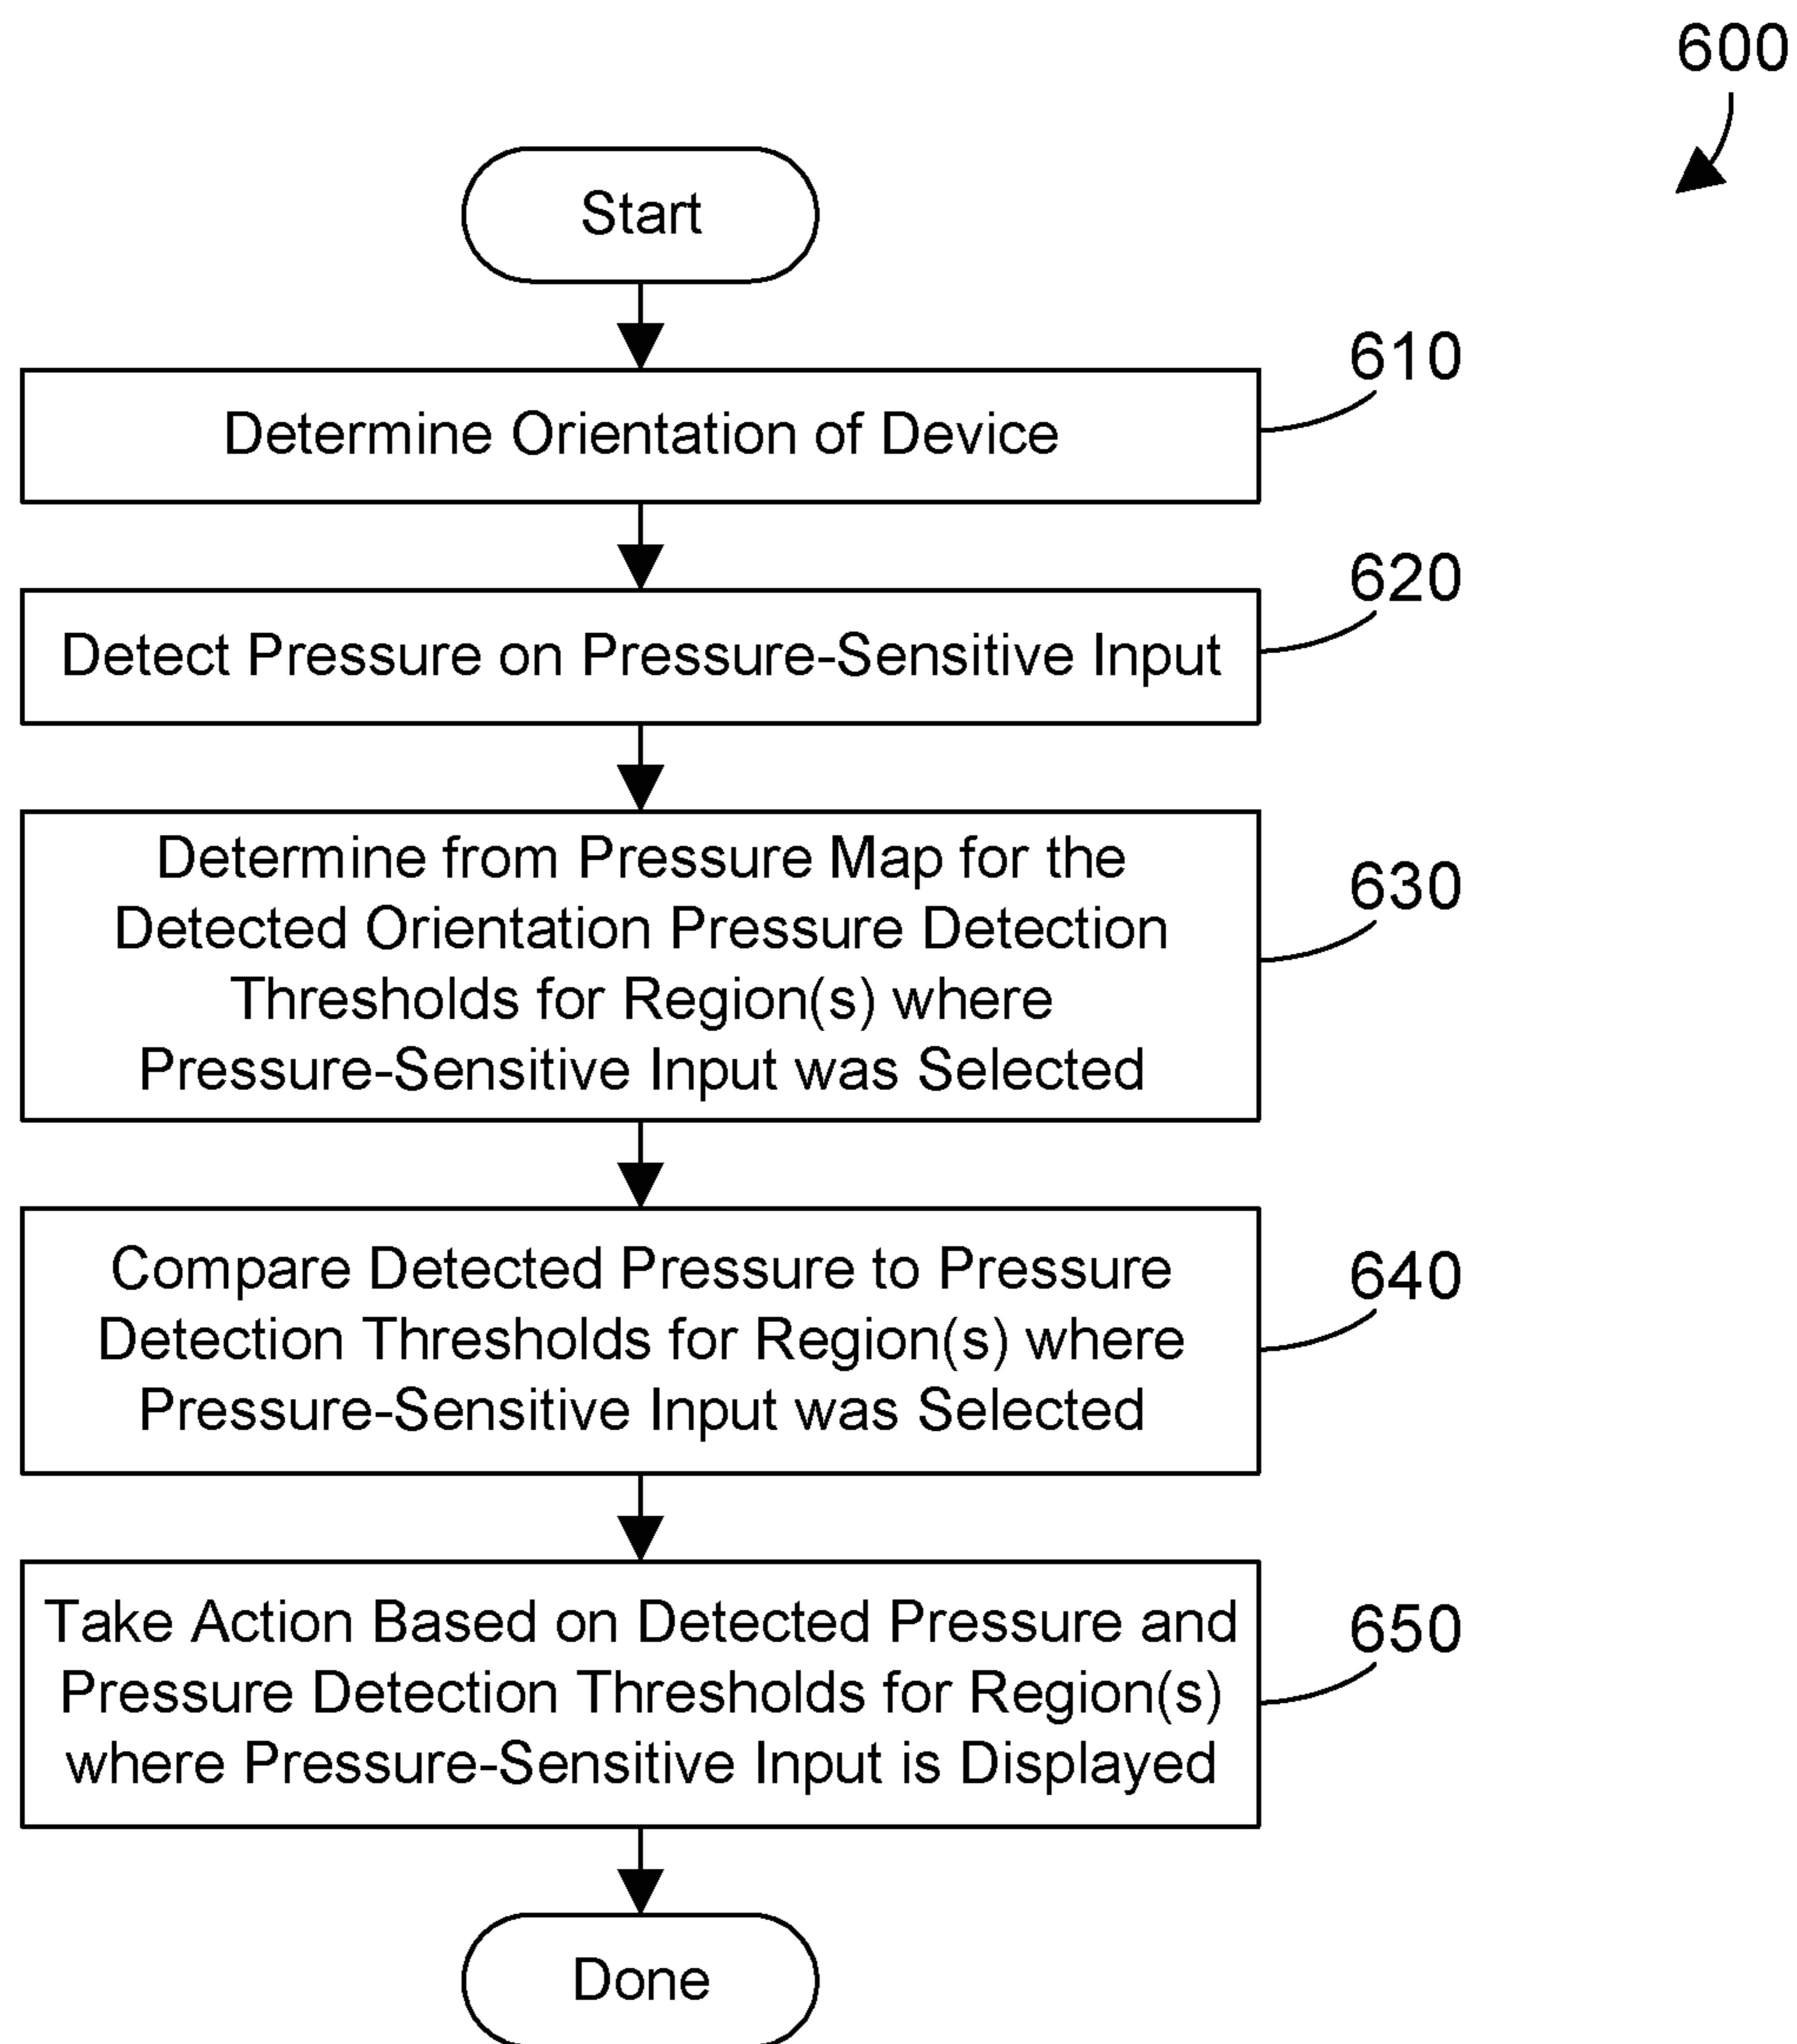 600
Start
610
Determine Orientation of Device
620
Detect Pressure on Pressure-Sensitive Input
630
Determine from Pressure Map for the
Detected Orientation Pressure Detection
Thresholds for Region(s) where
Pressure-Sensitive Input was Selected
640
Compare Detected Pressure to Pressure
Detection Thresholds for Region(s) where
Pressure-Sensitive Input was Selected
650
Take Action Based on Detected Pressure and
Pressure Detection Thresholds for Region(s)
where Pressure-Sensitive Input is Displayed
Done